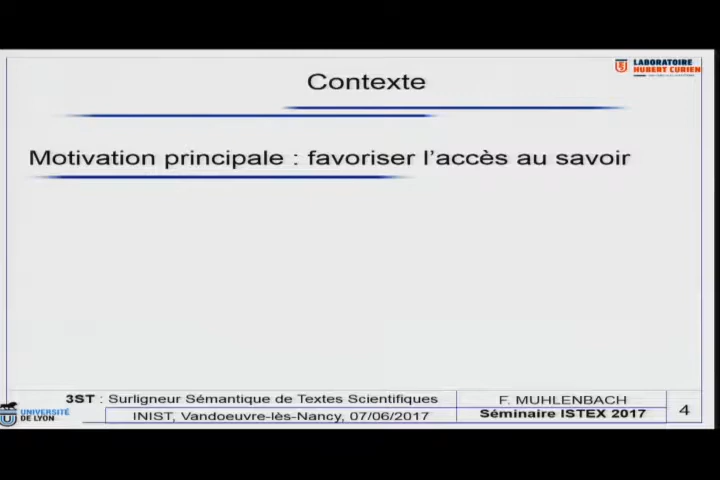 LABORATOIRE
HUBERT CURIEN
Contexte
Motivation principale : favoriser l'accès au savoir
3ST : Surligneur Sémantique de Textes Scientifiques
F. MUHLENBACH
4
UNIVERSITÉ
DE LYON
INIST, Vandoeuvre-lès-Nancy, 07/06/2017
Séminaire ISTEX 2017